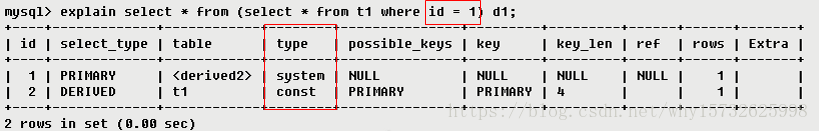 mysql> explain select * from (select * from t1 where id = 1) d1;
+----+-------------+------------+--------+---------------+---------+---------+------+------+-------+
| id | select_type | table | type | possible_keys | key | key_len | ref | rows | Extra |
+----+-------------+------------+--------+---------------+---------+---------+------+------+-------+
| 1 | PRIMARY | <derived2> | system | NULL | NULL | NULL | NULL | 1 | |
| 2 | DERIVED | t1 | const | PRIMARY | PRIMARY | 4 | | 1 | |
+----+-------------+------------+--------+---------------+---------+---------+------+------+-------+
2 rows in set (0.00 sec)
https://blog.csdn.net/why15732625998